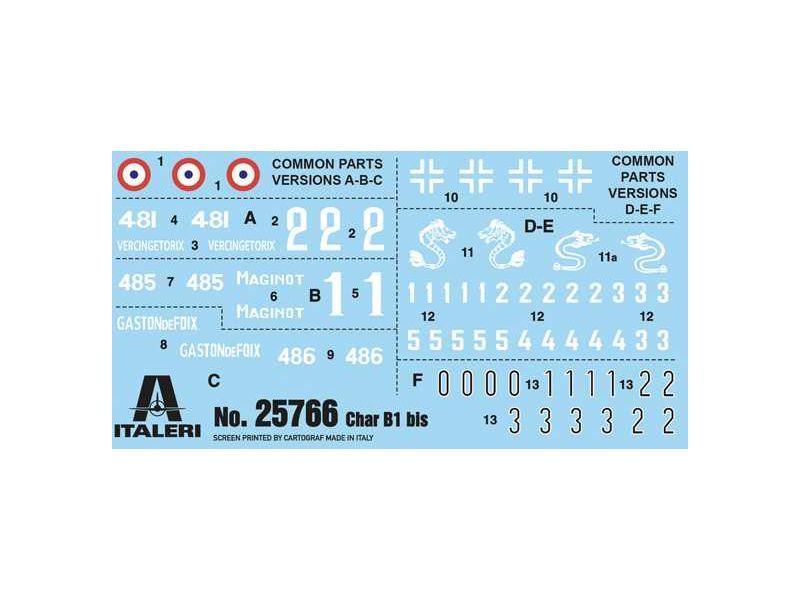 1
COMMON PARTS
VERSIONS A-B-C
1
481 4 481 A 2 2 2 2
2
VERCINGETORIX 3 VERCINGETORIX
485 7 485 MAGINOT
6 B 1 5 1
MAGINOT
GASTONDEFOIX
8 GASTONDEFOIX
486 9 486
C
ITALERI
No. 25766 Char B1 bis
SCREEN PRINTED BY CARTOGRAF MADE IN ITALY
COMMON
PARTS
VERSIONS
D-E-F
10 10
D-E
11 11a
1 1 1 1 1 2 2 2 2 2 3 3 3
12 12 12
5 5 5 5 5 4 4 4 4 4 3 3
F 0 0 0 0 13 1 1 1 1 13 2 2
13 3 3 3 3 2 2